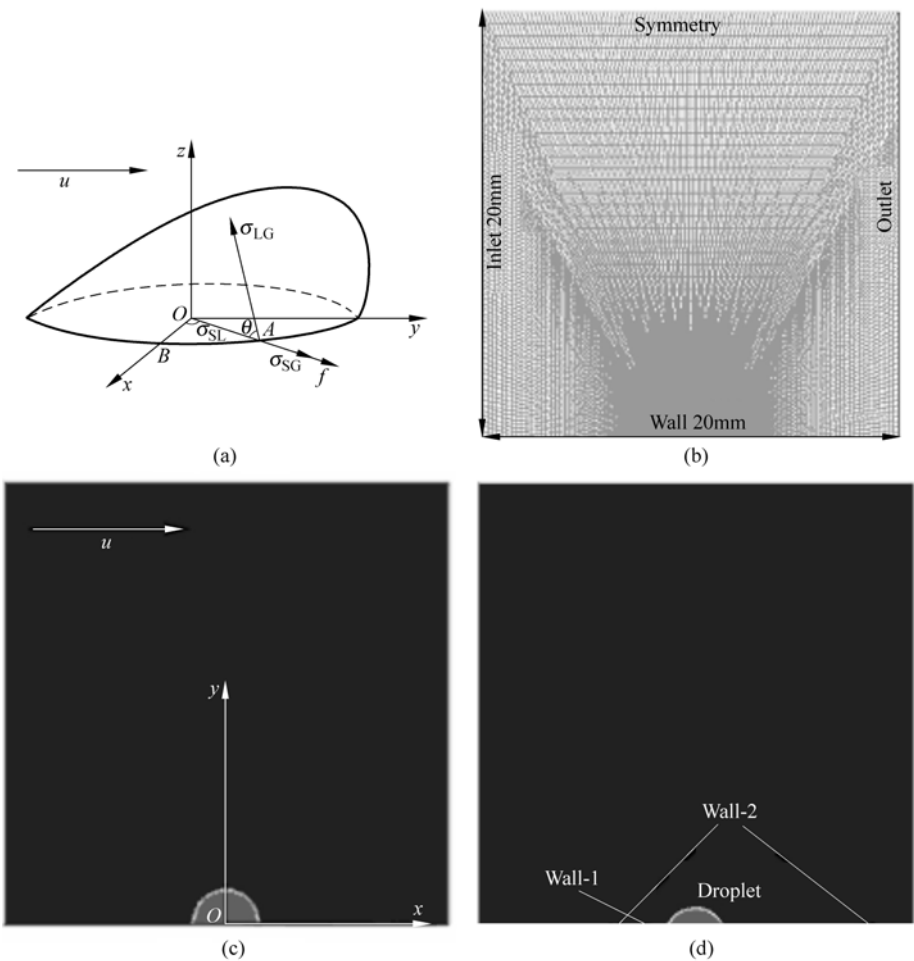 z
u
σLG
O
θ
A
y
σSL
B
σSG
f
x
(a)
Symmetry
Inlet 20mm
Outlet
Wall 20mm
(b)
u
y
O
x
(c)
Wall-2
Wall-1
Droplet
(d)